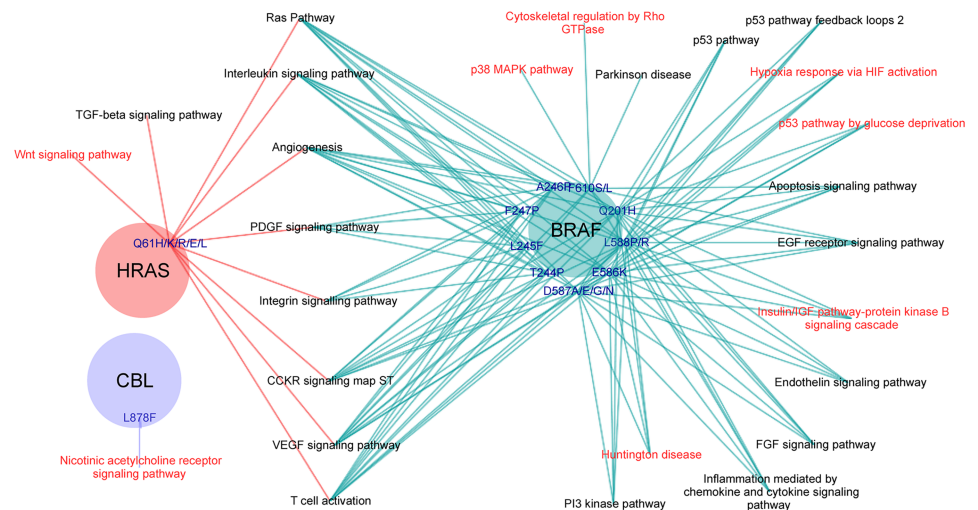 Cytoskeletal regulation by Rho
GTPase
Ras Pathway
p53 pathway feedback loops 2
p53 pathway
Interleukin signaling pathway
p38 MAPK pathway
Parkinson disease
Hypoxia response via HIF activation
TGF-beta signaling pathway
p53 pathway by glucose deprivation
Wnt signaling pathway
Angiogenesis
A246P
F610S/L
Apoptosis signaling pathway
F247P
Q201H
PDGF signaling pathway
BRAF
Q61H/K/R/E/L
L245F
L588P/R
EGF receptor signaling pathway
HRAS
T244P
E586K
D587A/E/G/N
Integrin signalling pathway
Insulin/IGF pathway-protein kinase B
signaling cascade
CBL
CCKR signaling map ST
Endothelin signaling pathway
L878F
VEGF signaling pathway
FGF signaling pathway
Huntington disease
Nicotinic acetylcholine receptor
signaling pathway
T cell activation
PI3 kinase pathway
Inflammation mediated by
chemokine and cytokine signaling
pathway